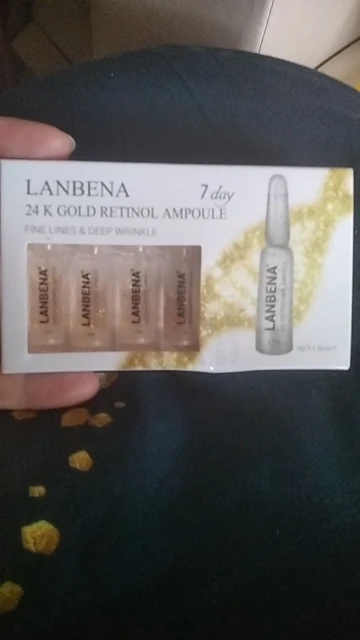 LANBENA
7 day
24 K GOLD RETINOL AMPOULE
FINE LINES & DEEP WRINKLE
LANBENA
LANBENA
LANBENA
LANBENA
LANBENA